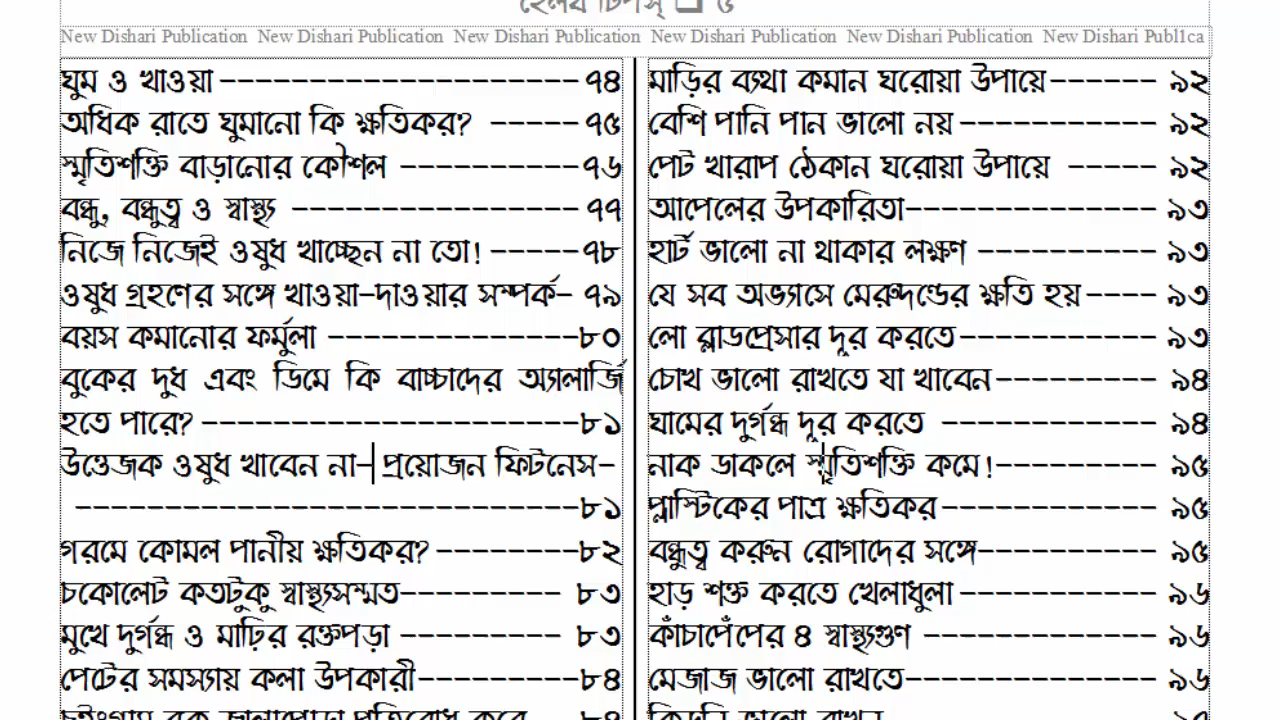 হেলথ টিপস্ ❑ ৫
New Dishari Publication New Dishari Publication New Dishari Publication New Dishari Publication New Dishari Publication New Dishari Publ1ca
ঘুম ও খাওয়া--------------------৭৪
অধিক রাতে ঘুমানো কি ক্ষতিকর? -----৭৫
স্মৃতিশক্তি বাড়ানোর কৌশল ----------৭৬
বন্ধু, বন্ধুত্ব ও স্বাস্থ্য ----------------৭৭
নিজে নিজেই ওষুধ খাচ্ছেন না তো! -----৭৮
ওষুধ গ্রহণের সঙ্গে খাওয়া-দাওয়ার সম্পর্ক- ৭৯
বয়স কমানোর ফর্মুলা --------------৮০
বুকের দুধ এবং ডিমে কি বাচ্চাদের অ্যালার্জি
হতে পারে? ---------------------৮১
উত্তেজক ওষুধ খাবেন না- প্রয়োজন ফিটনেস-
----------------------------৮১
গরমে কোমল পানীয় ক্ষতিকর? --------৮২
চকোলেট কতটুকু স্বাস্থ্যসম্মত--------- ৮৩
মুখে দুর্গন্ধ ও মাঢ়ির রক্তপড়া --------- ৮৩
পেটের সমস্যায় কলা উপকারী---------৮৪
মাড়ির ব্যথা কমান ঘরোয়া উপায়ে------ ৯২
বেশি পানি পান ভালো নয়----------- ৯২
পেট খারাপ ঠেকান ঘরোয়া উপায়ে ----- ৯২
আপেলের উপকারিতা-------------- ৯৩
হার্ট ভালো না থাকার লক্ষণ ---------- ৯৩
যে সব অভ্যাসে মেরুদন্ডের ক্ষতি হয়---- ৯৩
লো ব্লাডপ্রেসার দূর করতে----------- ৯৩
চোখ ভালো রাখতে যা খাবেন--------- ৯৪
ঘামের দুর্গন্ধ দূর করতে ------------ ৯৪
নাক ডাকলে স্মৃতিশক্তি কমে!--------- ৯৫
প্লাস্টিকের পাত্র ক্ষতিকর------------ ৯৫
বন্ধুত্ব করুন রোগাদের সঙ্গে---------- ৯৫
হাড় শক্ত করতে খেলাধুলা----------- ৯৬
কাঁচাপেঁপের ৪ স্বাস্থ্যগুণ ------------- ৯৬
মেজাজ ভালো রাখতে-------------- ৯৬